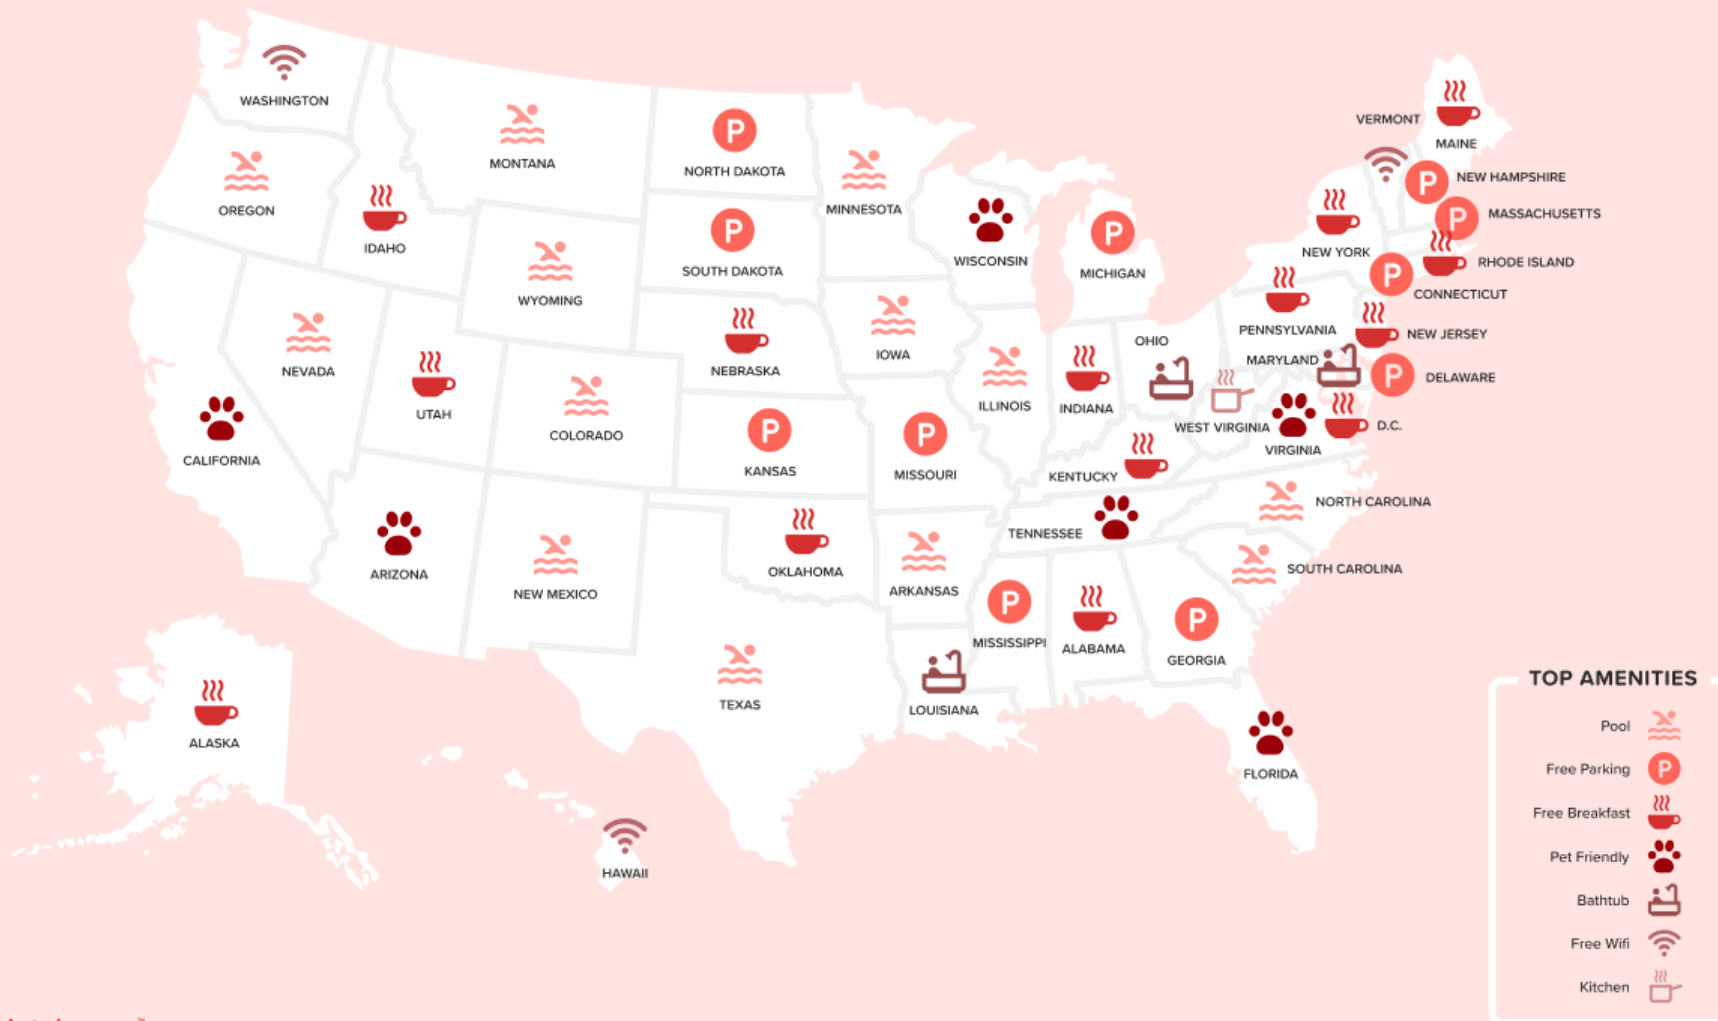 WASHINGTON
MONTANA
NORTH DAKOTA
MINNESOTA
VERMONT
MAINE
NEW HAMPSHIRE
MASSACHUSETTS
OREGON
IDAHO
WYOMING
SOUTH DAKOTA
WISCONSIN
MICHIGAN
NEW YORK
RHODE ISLAND
CONNECTICUT
NEVADA
UTAH
COLORADO
NEBRASKA
IOWA
ILLINOIS
INDIANA
OHIO
PENNSYLVANIA
NEW JERSEY
MARYLAND
DELAWARE
CALIFORNIA
KANSAS
MISSOURI
KENTUCKY
WEST VIRGINIA
VIRGINIA
D.C.
ARIZONA
NEW MEXICO
OKLAHOMA
ARKANSAS
TENNESSEE
NORTH CAROLINA
SOUTH CAROLINA
TEXAS
LOUISIANA
MISSISSIPPI
ALABAMA
GEORGIA
FLORIDA
ALASKA
HAWAII
P
P
P
P
P
P
P
P
P
P
P
TOP AMENITIES
Pool
Free Parking
P
Free Breakfast
Pet Friendly
Bathtub
Free Wifi
Kitchen